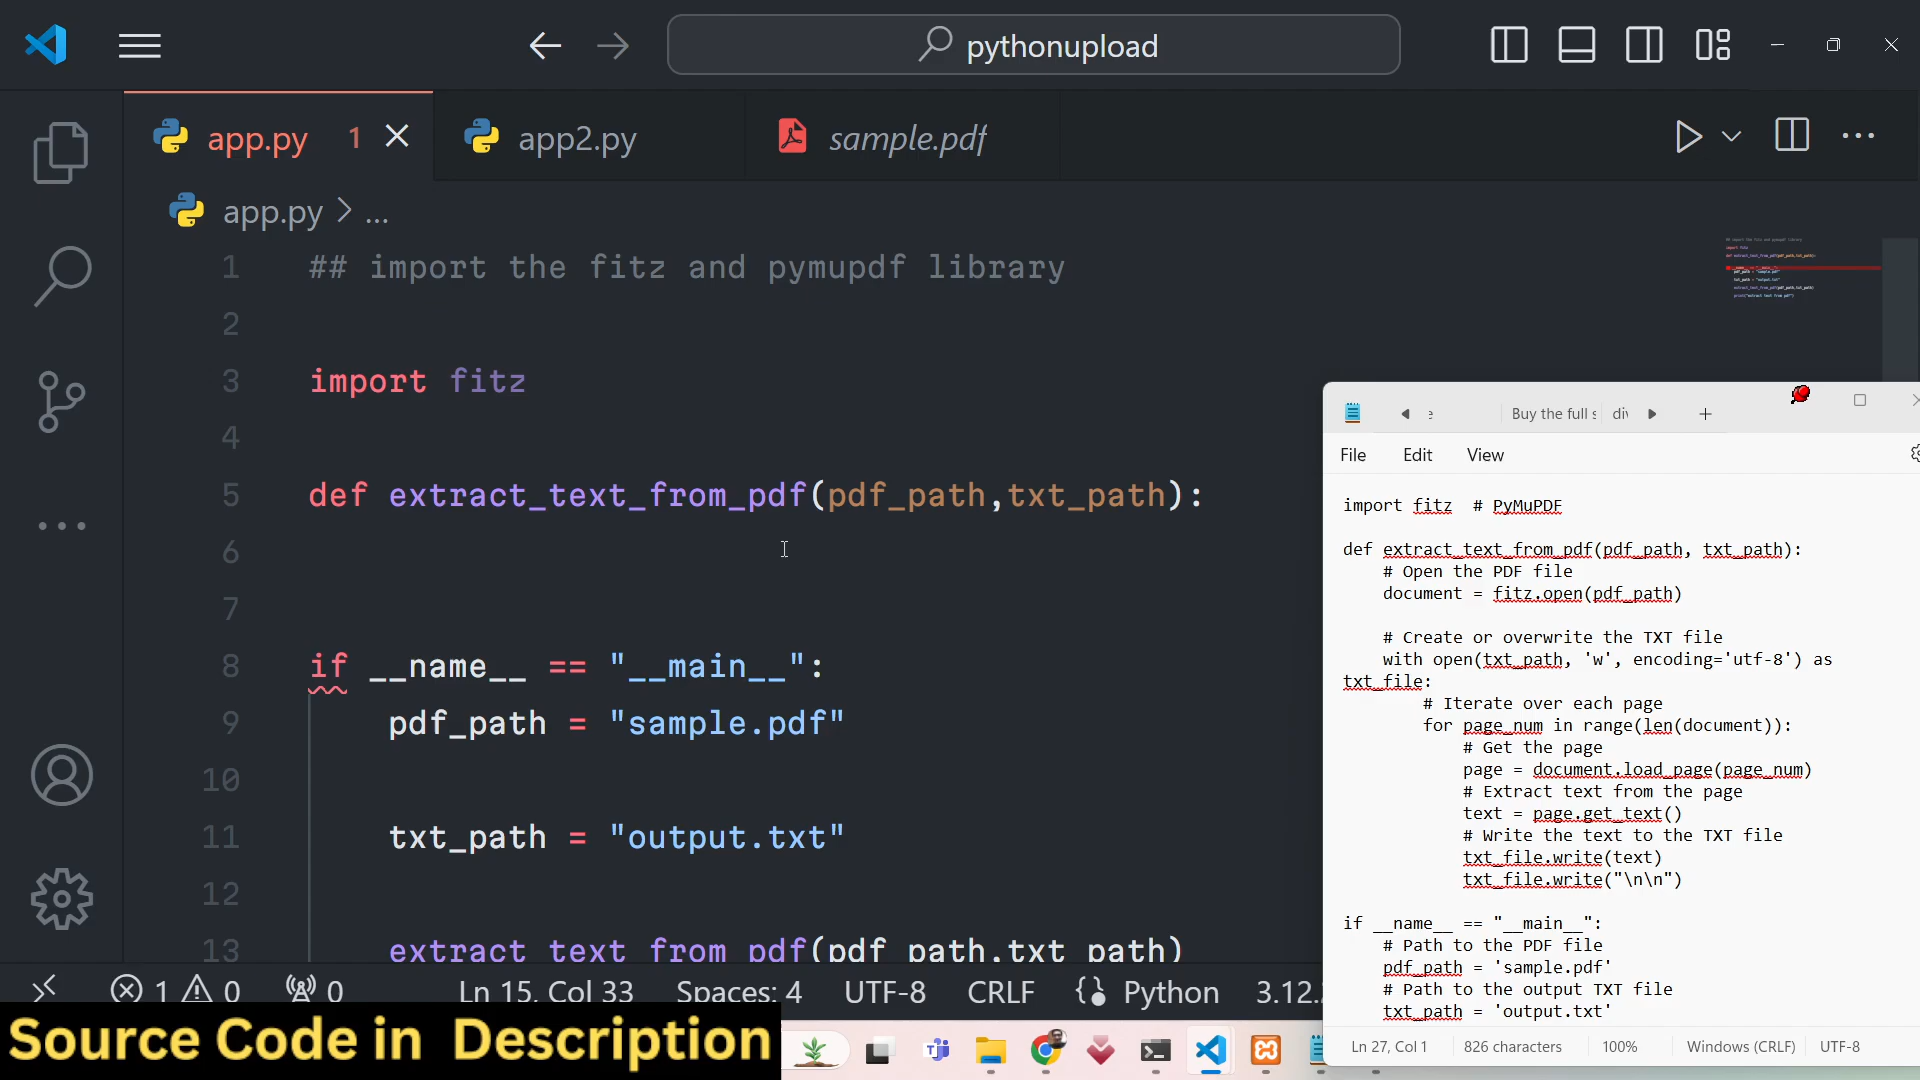 pythonupload
app.py 1
app2.py
sample.pdf
app.py > ...
1 ## import the fitz and pymupdf library
2
3 import fitz
4
5 def extract_text_from_pdf(pdf_path,txt_path):
6
7
8 if __name__ == "__main__":
9 pdf_path = "sample.pdf"
10
11 txt_path = "output.txt"
12
13 extract_text_from_pdf(pdf_path,txt_path)
1 0 0 Ln 15, Col 33 Spaces: 4 UTF-8 CRLF Python
Source Code in Description
Buy the full
File Edit View
import fitz # PyMuPDF
def extract_text_from_pdf(pdf_path, txt_path):
# Open the PDF file
document = fitz.open(pdf_path)
# Create or overwrite the TXT file
with open(txt_path, 'w', encoding='utf-8') as
txt_file:
# Iterate over each page
for page_num in range(len(document)):
# Get the page
page = document.load_page(page_num)
# Extract text from the page
text = page.get_text()
# Write the text to the TXT file
txt_file.write(text)
txt_file.write("\n\n")
if __name__ == "__main__":
# Path to the PDF file
pdf_path = 'sample.pdf'
# Path to the output TXT file
txt_path = 'output.txt'
Ln 27, Col 1 826 characters 100% Windows (CRLF) UTF-8